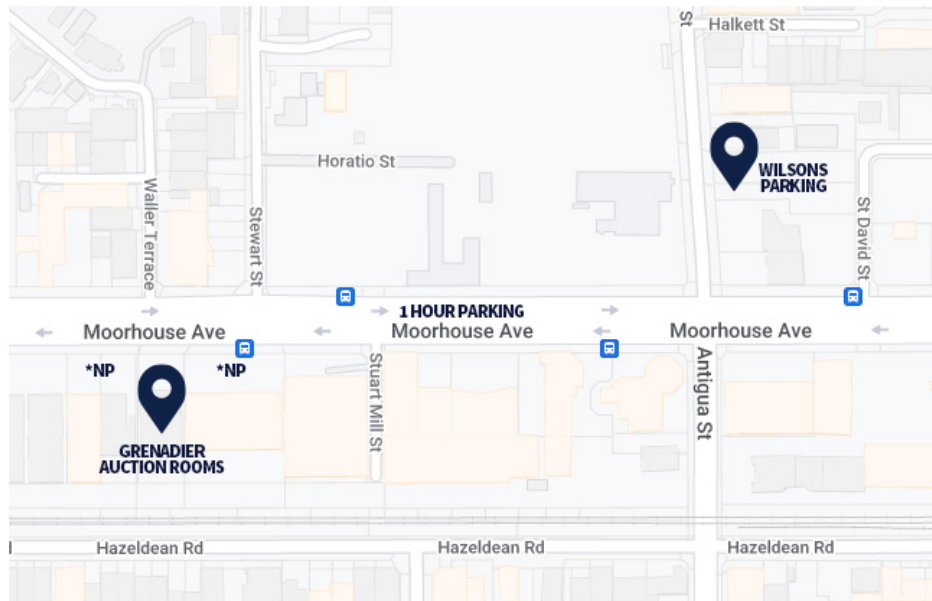 St
Halkett St
Horatio St
WILSONS
PARKING
Waller Terrace
Stewart St
St David St
1 HOUR PARKING
Moorhouse Ave
Moorhouse Ave
Moorhouse Ave
*NP
*NP
Stuart Mill St
Antigua St
GRENADIER
AUCTION ROOMS
Hazeldean Rd
Hazeldean Rd
Hazeldean Rd